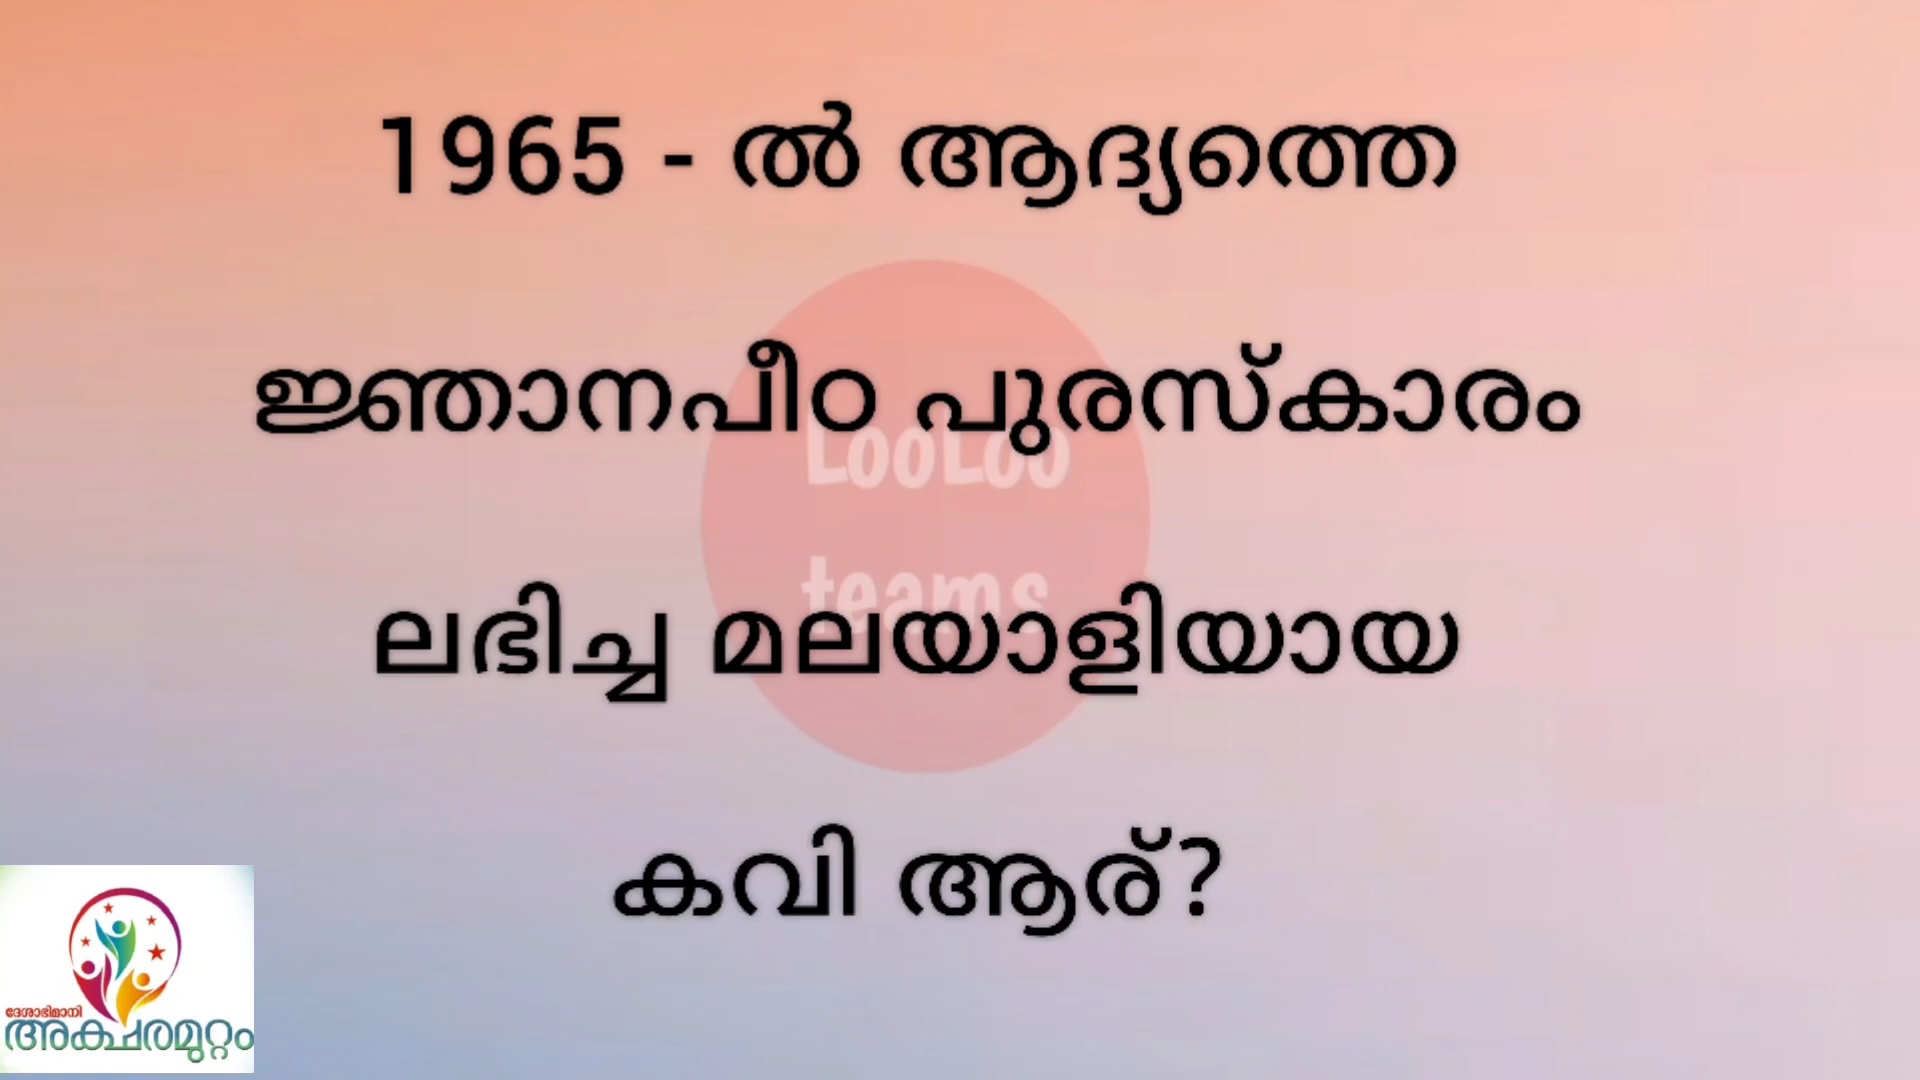 1965 - ൽ ആദ്യത്തെ
ജ്ഞാനപീഠ പുരസ്കാരം
LooLoo
teams
ലഭിച്ച മലയാളിയായ
കവി ആര്?
ദേശാഭിമാനി
അക്ഷരമുറ്റം